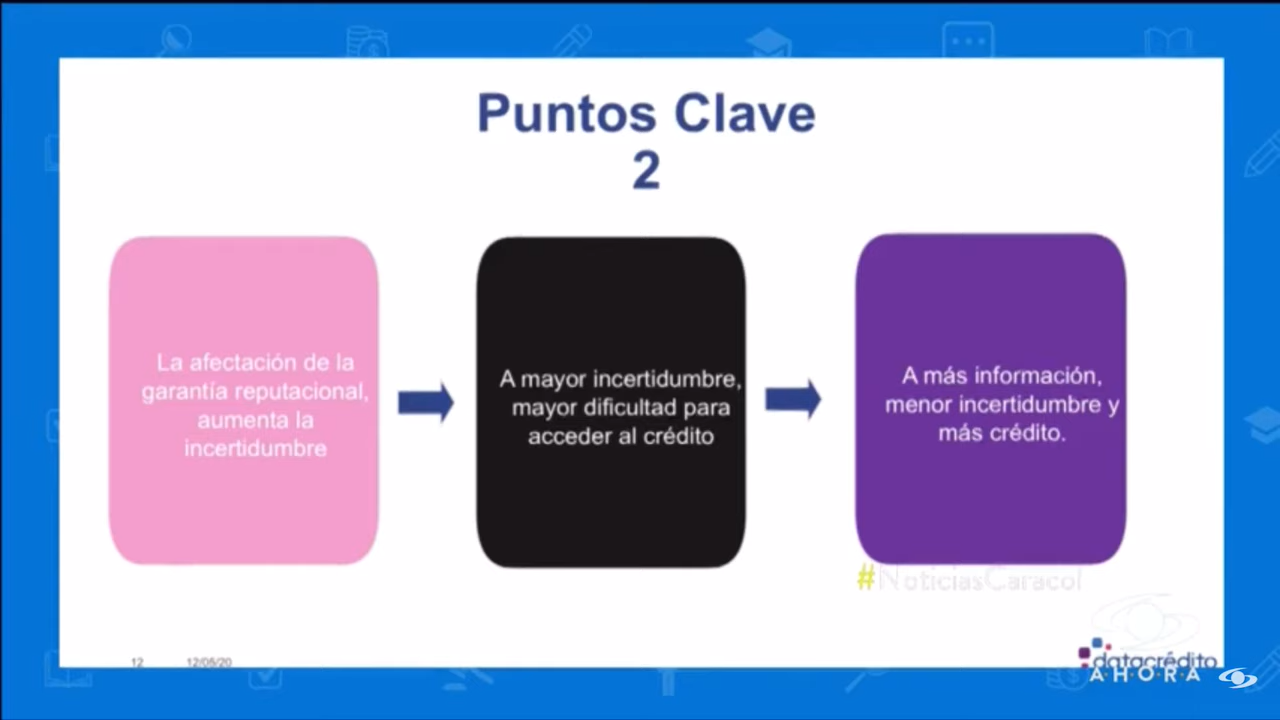 Puntos Clave
2
La afectación de la
garantía reputacional,
aumenta la
incertidumbre
A mayor incertidumbre,
mayor dificultad para
acceder al crédito
A más información,
menor incertidumbre y
más crédito.
#NoticiasCaracol
12 12/05/20
datacrédito
AHORA